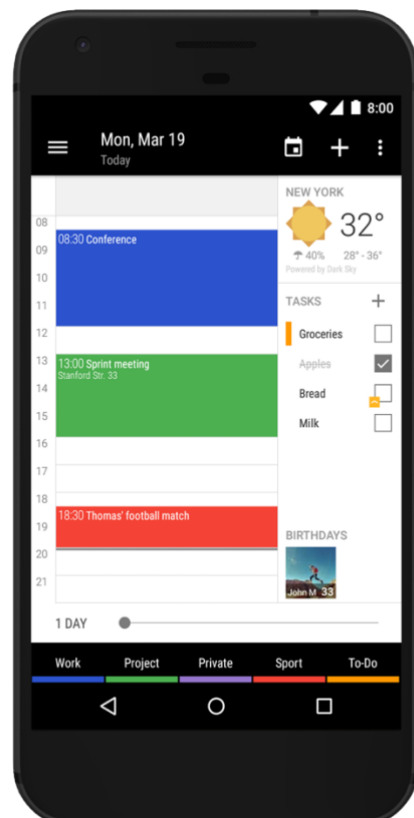 8:00
Mon, Mar 19
Today
NEW YORK
32°
40% 28° - 36°
Powered by Dark Sky
08
09
10
11
12
13
14
15
16
17
18
19
20
21
08:30 Conference
13:00 Sprint meeting
Stanford Str. 33
18:30 Thomas' football match
TASKS +
Groceries
Apples
Bread
Milk
BIRTHDAYS
John M 33
1 DAY
Work Project Private Sport To-Do